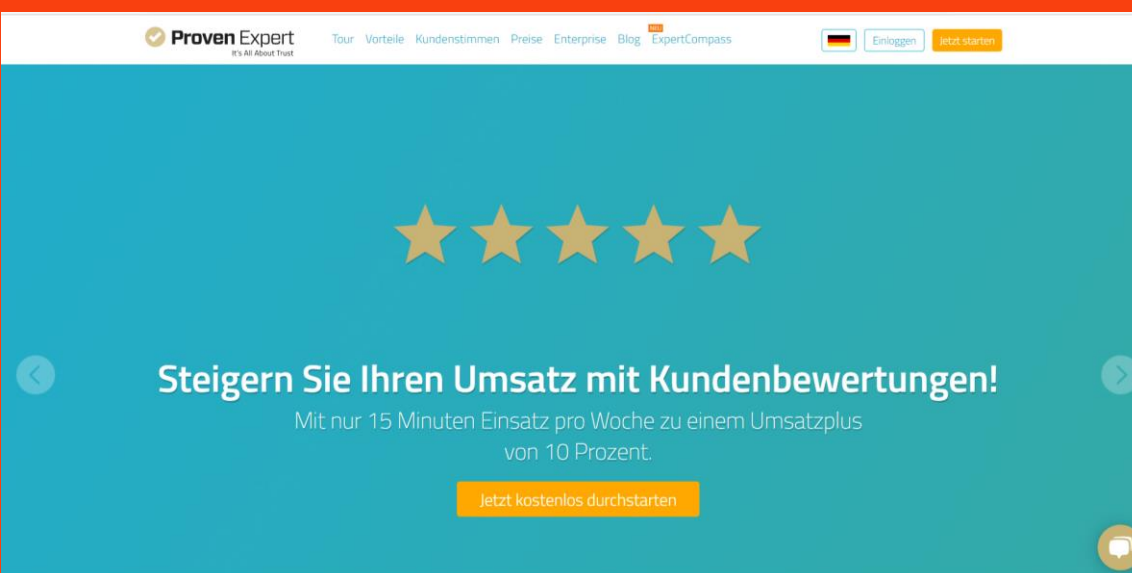 Proven Expert
It's All About Trust
Tour Vorteile Kundenstimmen Preise Enterprise Blog ExpertCompass
NEU
Einloggen
Jetzt starten
Steigern Sie Ihren Umsatz mit Kundenbewertungen!
Mit nur 15 Minuten Einsatz pro Woche zu einem Umsatzplus
von 10 Prozent.
Jetzt kostenlos durchstarten